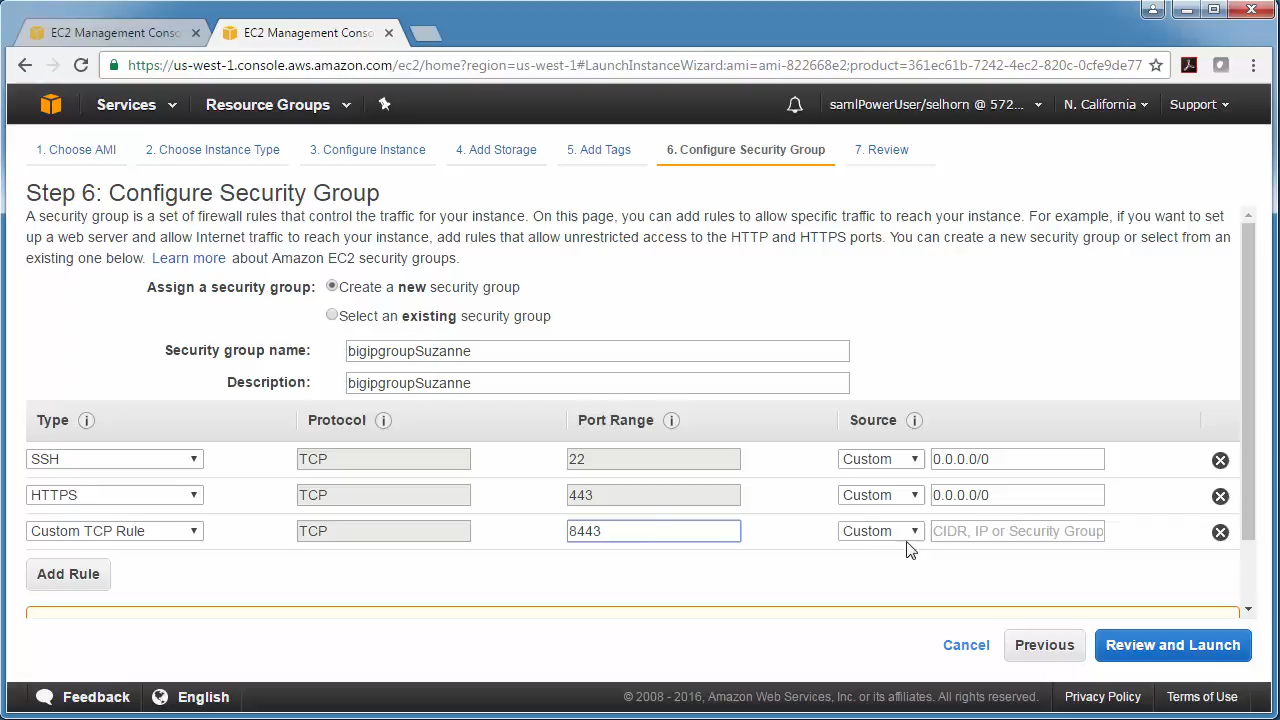 EC2 Management Conso
EC2 Management Conso
https://us-west-1.console.aws.amazon.com/ec2/home?region=us-west-1#LaunchInstanceWizard:ami=ami-822668e2;product=361ec61b-7242-4ec2-820c-0cfe9de77
Services Resource Groups samlPowerUser/selhorn @ 572... N. California Support
1. Choose AMI 2. Choose Instance Type 3. Configure Instance 4. Add Storage 5. Add Tags 6. Configure Security Group 7. Review
Step 6: Configure Security Group
A security group is a set of firewall rules that control the traffic for your instance. On this page, you can add rules to allow specific traffic to reach your instance. For example, if you want to set
up a web server and allow Internet traffic to reach your instance, add rules that allow unrestricted access to the HTTP and HTTPS ports. You can create a new security group or select from an
existing one below. Learn more about Amazon EC2 security groups.
Assign a security group: Create a new security group
Select an existing security group
Security group name: bigipgroupSuzanne
Description: bigipgroupSuzanne
Type i Protocol i Port Range i Source i
SSH TCP 22 Custom 0.0.0.0/0
HTTPS TCP 443 Custom 0.0.0.0/0
Custom TCP Rule TCP 8443 Custom CIDR, IP or Security Group
Add Rule
Cancel Previous Review and Launch
Feedback English © 2008 - 2016, Amazon Web Services, Inc. or its affiliates. All rights reserved. Privacy Policy Terms of Use